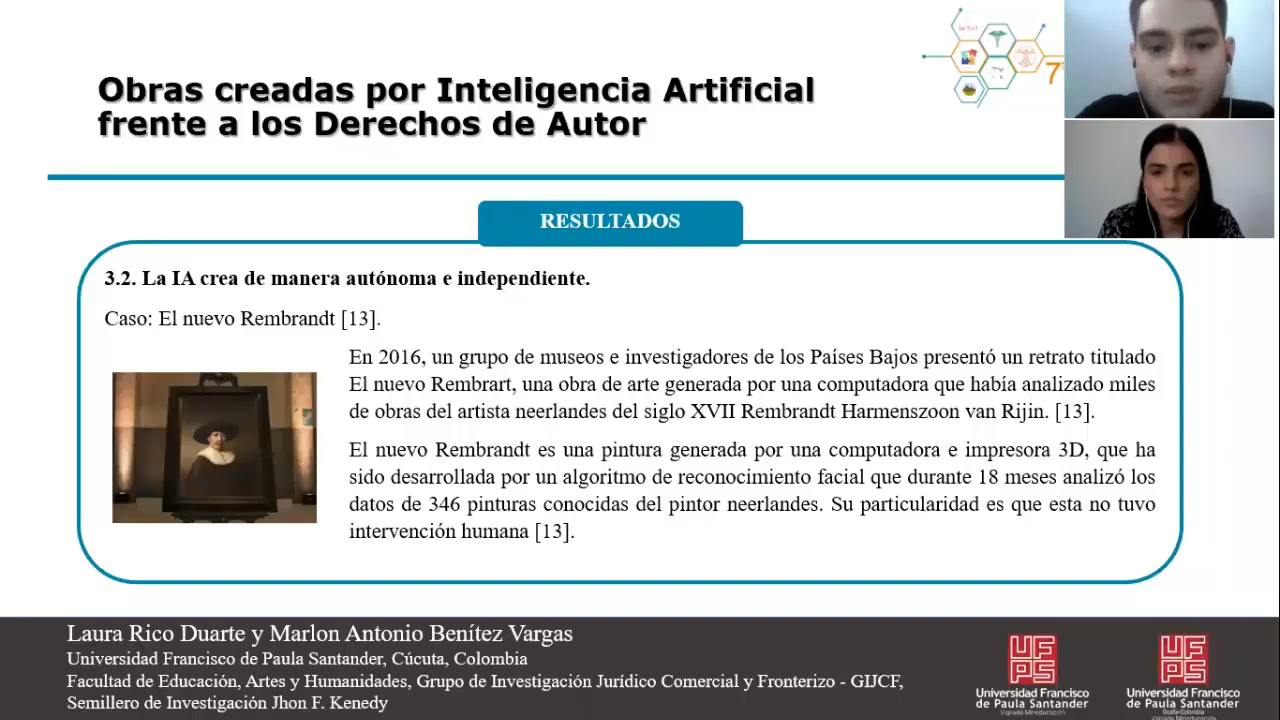 Obras creadas por Inteligencia Artificial
frente a los Derechos de Autor
7
RESULTADOS
3.2. La IA crea de manera autónoma e independiente.
Caso: El nuevo Rembrandt [13].
En 2016, un grupo de museos e investigadores de los Países Bajos presentó un retrato titulado
El nuevo Rembrart, una obra de arte generada por una computadora que había analizado miles
de obras del artista neerlandes del siglo XVII Rembrandt Harmenszoon van Rijin. [13].
El nuevo Rembrandt es una pintura generada por una computadora e impresora 3D, que ha
sido desarrollada por un algoritmo de reconocimiento facial que durante 18 meses analizó los
datos de 346 pinturas conocidas del pintor neerlandes. Su particularidad es que esta no tuvo
intervención humana [13].
Laura Rico Duarte y Marlon Antonio Benítez Vargas
Universidad Francisco de Paula Santander, Cúcuta, Colombia
Facultad de Educación, Artes y Humanidades, Grupo de Investigación Jurídico Comercial y Fronterizo - GIJCF,
Semillero de Investigación Jhon F. Kenedy
UFPS
Universidad Francisco
de Paula Santander
Vigilada Mineducación
UFPS
Universidad Francisco
de Paula Santander
Ocaña-Colombia
Vigilada Mineducación